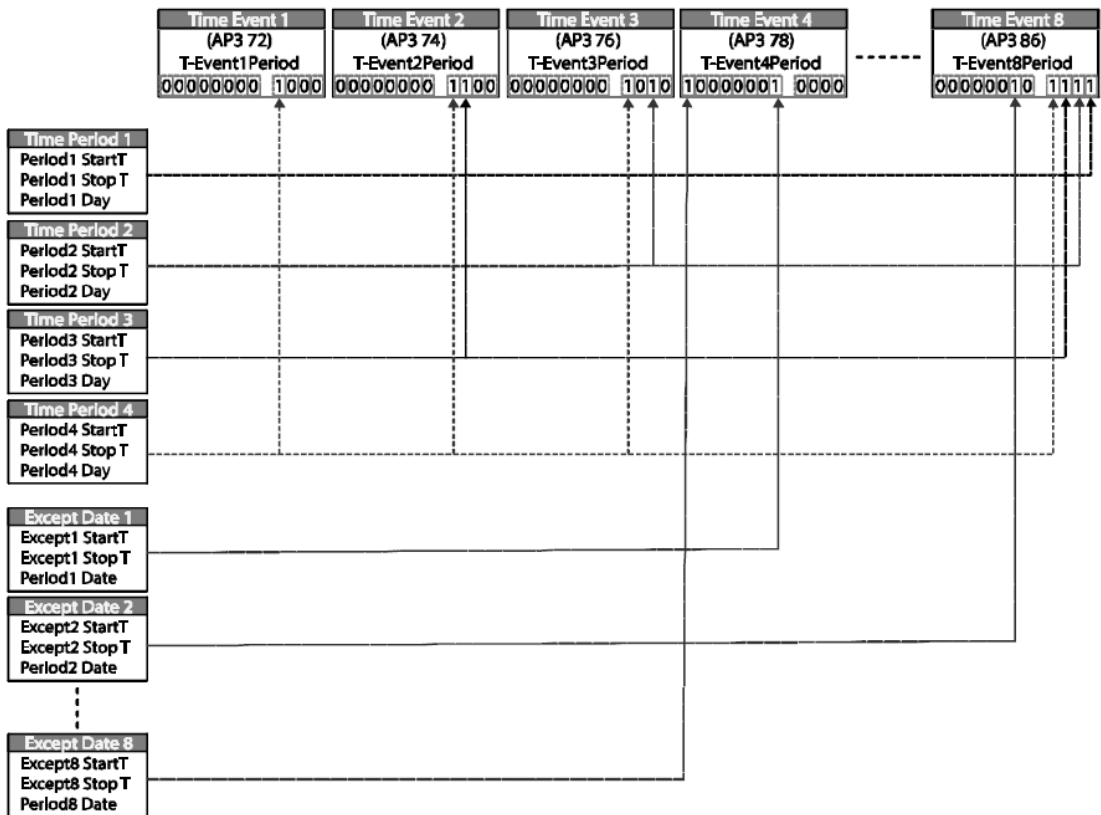 Time Event 1
(AP3 72)
T-Event1Period
00000000 1000
Time Event 2
(AP3 74)
T-Event2Period
00000000 1100
Time Event 3
(AP3 76)
T-Event3Period
00000000 1010
Time Event 4
(AP3 78)
T-Event4Period
10000001 0000
Time Event 8
(AP3 86)
T-Event8Period
00000010 1111
Time Period 1
Period1 StartT
Period1 Stop T
Period1 Day
Time Period 2
Period2 StartT
Period2 Stop T
Period2 Day
Time Period 3
Period3 StartT
Period3 Stop T
Period3 Day
Time Period 4
Period4 StartT
Period4 Stop T
Period4 Day
Except Date 1
Except1 StartT
Except1 Stop T
Period1 Date
Except Date 2
Except2 StartT
Except2 Stop T
Period2 Date
Except Date 8
Except8 StartT
Except8 Stop T
Period8 Date